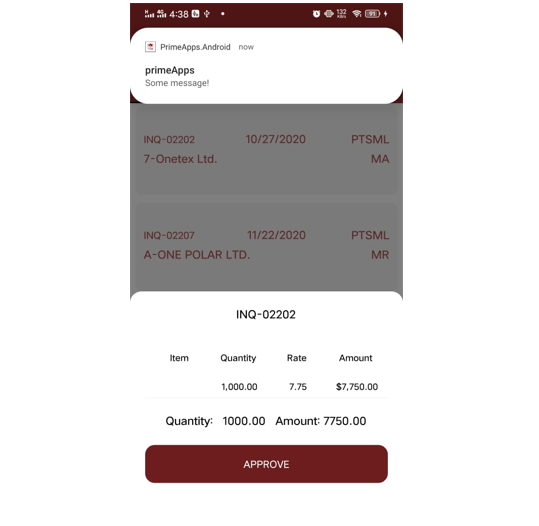 4G 4:38 132 KB/s
PrimeApps.Android now
primeApps
Some message!
INQ-02202 10/27/2020 PTSML
7-Onetex Ltd. MA
INQ-02207 11/22/2020 PTSML
A-ONE POLAR LTD. MR
INQ-02202
Item Quantity Rate Amount
1,000.00 7.75 $7,750.00
Quantity: 1000.00 Amount: 7750.00
APPROVE